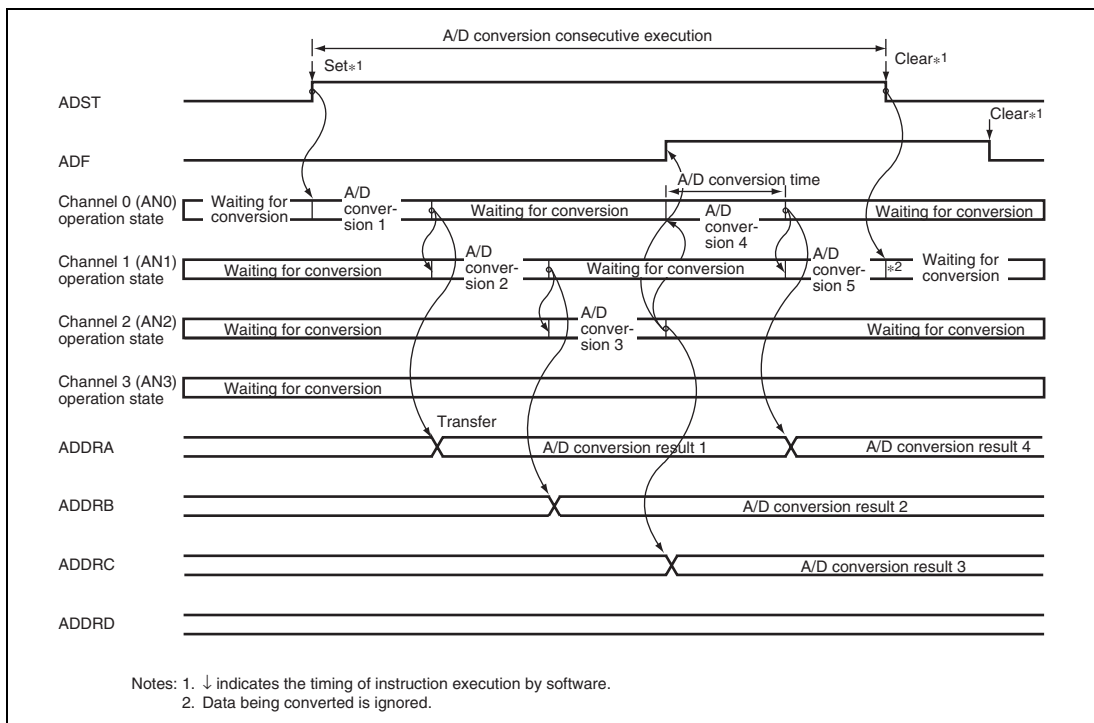 A/D conversion consecutive execution
Set*1
Clear*1
ADST
Clear*1
ADF
A/D conversion time
Channel 0 (AN0)
operation state
Waiting for
conversion
A/D
conver-
sion 1
Waiting for conversion
A/D
conver-
sion 4
Waiting for conversion
Channel 1 (AN1)
operation state
Waiting for conversion
A/D
conver-
sion 2
Waiting for conversion
A/D
conver-
sion 5
*2
Waiting for
conversion
Channel 2 (AN2)
operation state
Waiting for conversion
A/D
conver-
sion 3
Waiting for conversion
Channel 3 (AN3)
operation state
Waiting for conversion
Transfer
ADDRA
A/D conversion result 1
A/D conversion result 4
ADDRB
A/D conversion result 2
ADDRC
A/D conversion result 3
ADDRD
Notes: 1. ↓ indicates the timing of instruction execution by software.
2. Data being converted is ignored.